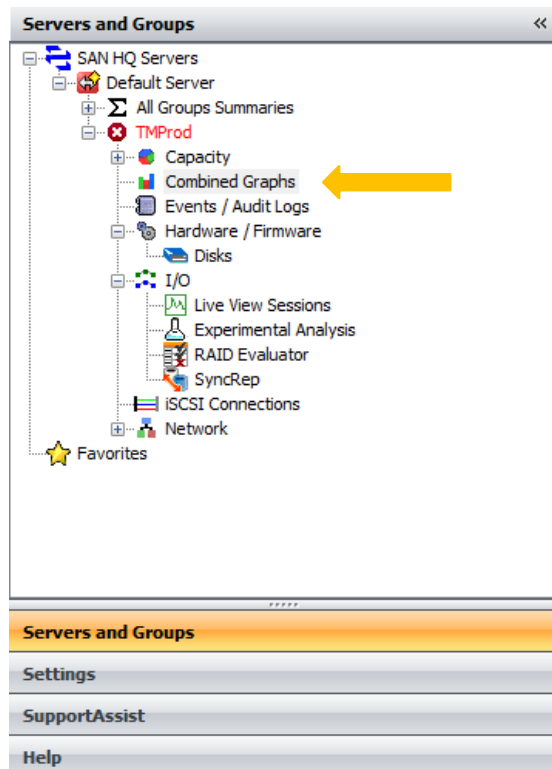 Servers and Groups «
SAN HQ Servers
Default Server
All Groups Summaries
TMProd
Capacity
Combined Graphs
Events / Audit Logs
Hardware / Firmware
Disks
I/O
Live View Sessions
Experimental Analysis
RAID Evaluator
SyncRep
iSCSI Connections
Network
Favorites
Servers and Groups
Settings
SupportAssist
Help